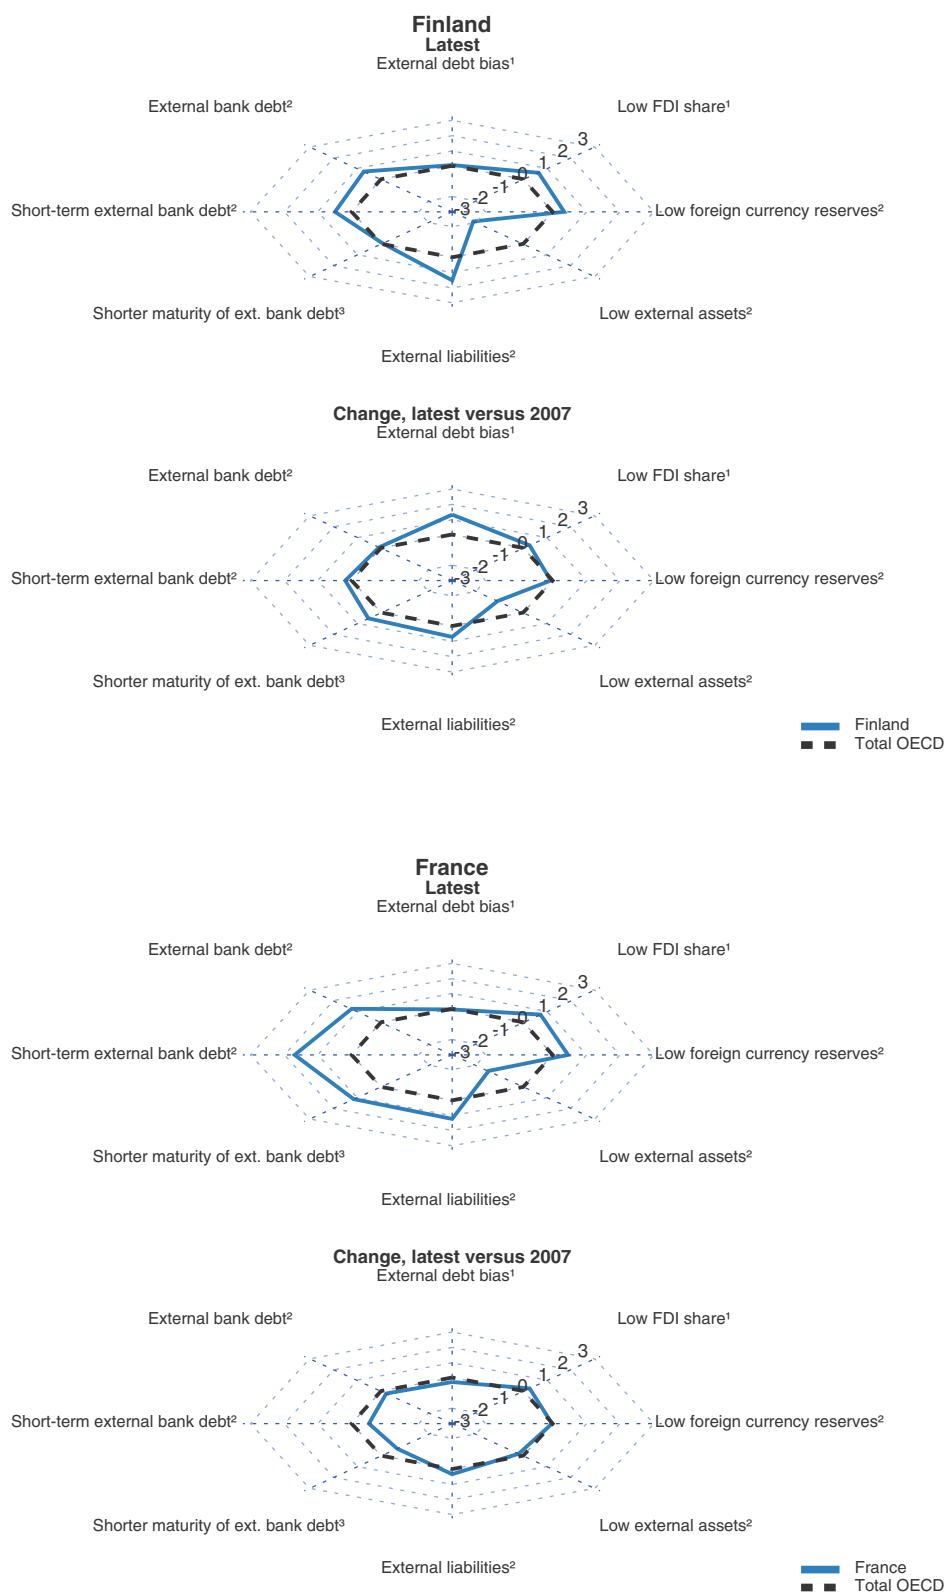 Finland
Latest
External debt bias¹
External bank debt²
Low FDI share¹
3
2
1
0
-1
-2
-3
Short-term external bank debt²
Low foreign currency reserves²
Shorter maturity of ext. bank debt³
Low external assets²
External liabilities²
Change, latest versus 2007
External debt bias¹
External bank debt²
Low FDI share¹
3
2
1
0
-1
-2
-3
Short-term external bank debt²
Low foreign currency reserves²
Shorter maturity of ext. bank debt³
Low external assets²
External liabilities²
Finland
Total OECD
France
Latest
External debt bias¹
External bank debt²
Low FDI share¹
3
2
1
0
-1
-2
-3
Short-term external bank debt²
Low foreign currency reserves²
Shorter maturity of ext. bank debt³
Low external assets²
External liabilities²
Change, latest versus 2007
External debt bias¹
External bank debt²
Low FDI share¹
3
2
1
0
-1
-2
-3
Short-term external bank debt²
Low foreign currency reserves²
Shorter maturity of ext. bank debt³
Low external assets²
External liabilities²
France
Total OECD